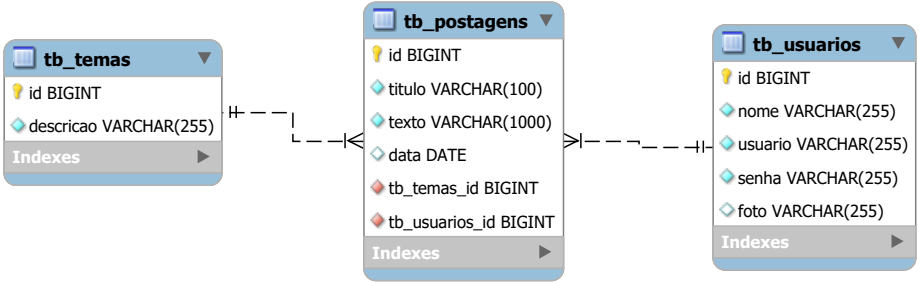 tb_temas
id BIGINT
descricao VARCHAR(255)
Indexes
tb_postagens
id BIGINT
titulo VARCHAR(100)
texto VARCHAR(1000)
data DATE
tb_temas_id BIGINT
tb_usuarios_id BIGINT
Indexes
tb_usuarios
id BIGINT
nome VARCHAR(255)
usuario VARCHAR(255)
senha VARCHAR(255)
foto VARCHAR(255)
Indexes